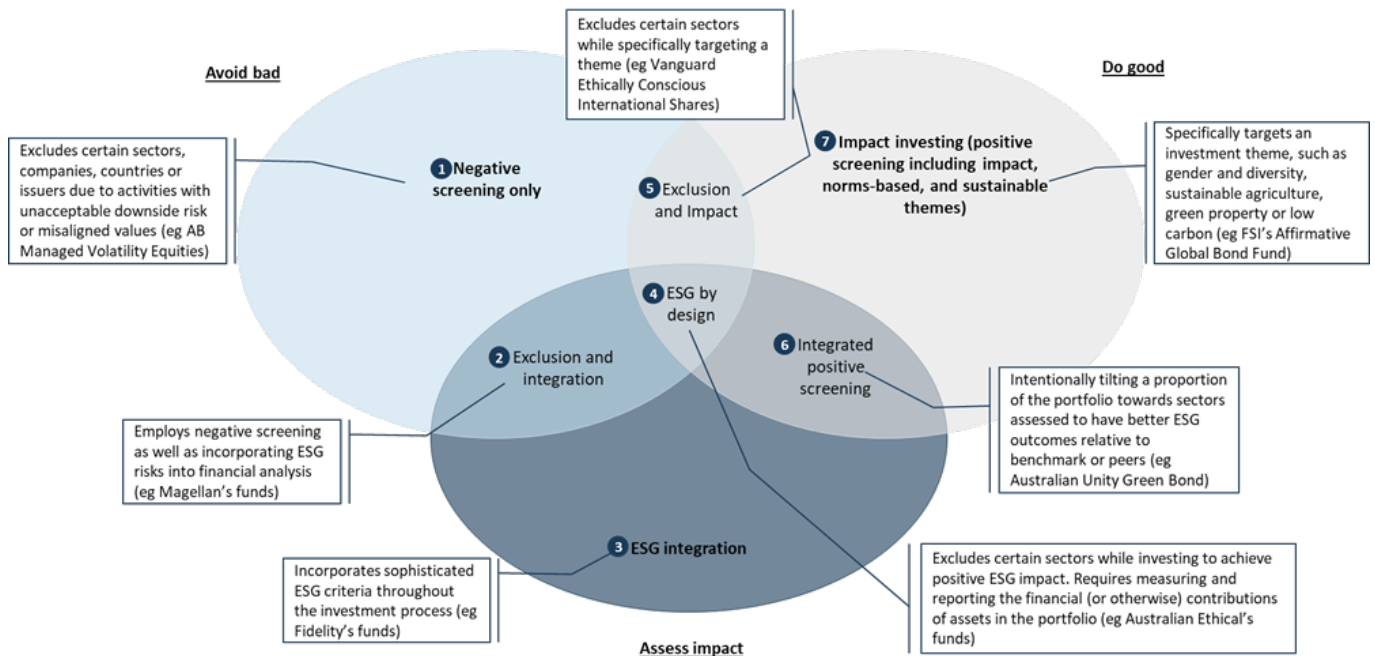 Excludes certain sectors
while specifically targeting a
theme (eg Vanguard
Ethically Conscious
International Shares)
Avoid bad
Do good
Excludes certain sectors,
companies, countries or
issuers due to activities with
unacceptable downside risk
or misaligned values (eg AB
Managed Volatility Equities)
1 Negative
screening only
5 Exclusion
and Impact
7 Impact investing (positive
screening including impact,
norms-based, and sustainable
themes)
Specifically targets an
investment theme, such as
gender and diversity,
sustainable agriculture,
green property or low
carbon (eg FSI's Affirmative
Global Bond Fund)
4 ESG by
design
2 Exclusion and
integration
6 Integrated
positive
screening
Intentionally tilting a proportion
of the portfolio towards sectors
assessed to have better ESG
outcomes relative to
benchmark or peers (eg
Australian Unity Green Bond)
Employs negative screening
as well as incorporating ESG
risks into financial analysis
(eg Magellan's funds)
3 ESG integration
Incorporates sophisticated
ESG criteria throughout
the investment process (eg
Fidelity's funds)
Excludes certain sectors while investing to achieve
positive ESG impact. Requires measuring and
reporting the financial (or otherwise) contributions
of assets in the portfolio (eg Australian Ethical's
funds)
Assess impact